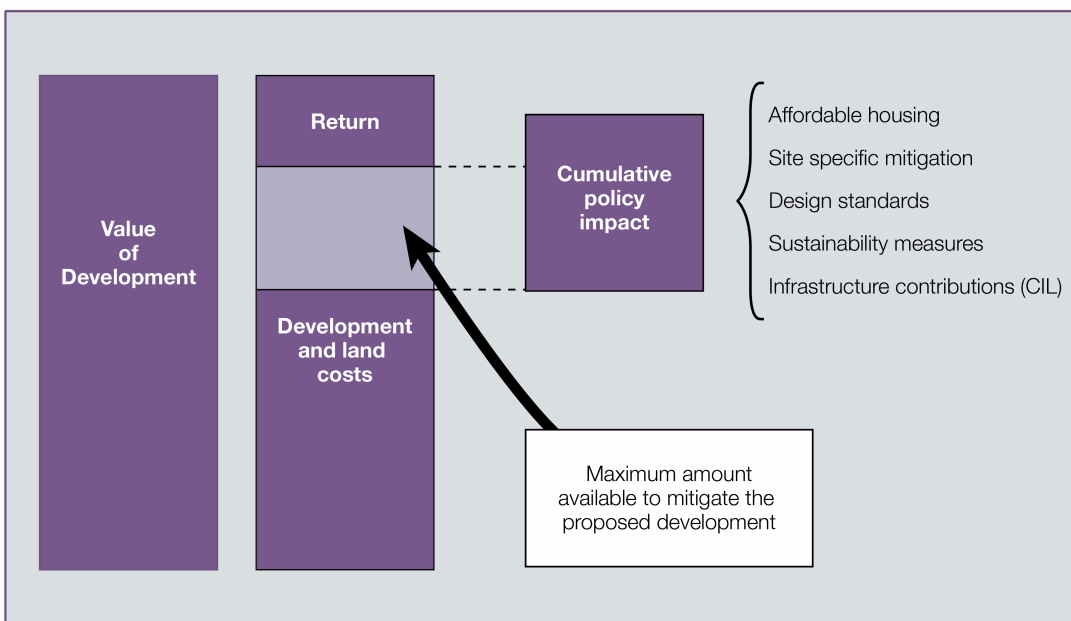 Value
of
Development
Return
Development
and land
costs
Cumulative
policy
impact
Affordable housing
Site specific mitigation
Design standards
Sustainability measures
Infrastructure contributions (CIL)
Maximum amount
available to mitigate the
proposed development